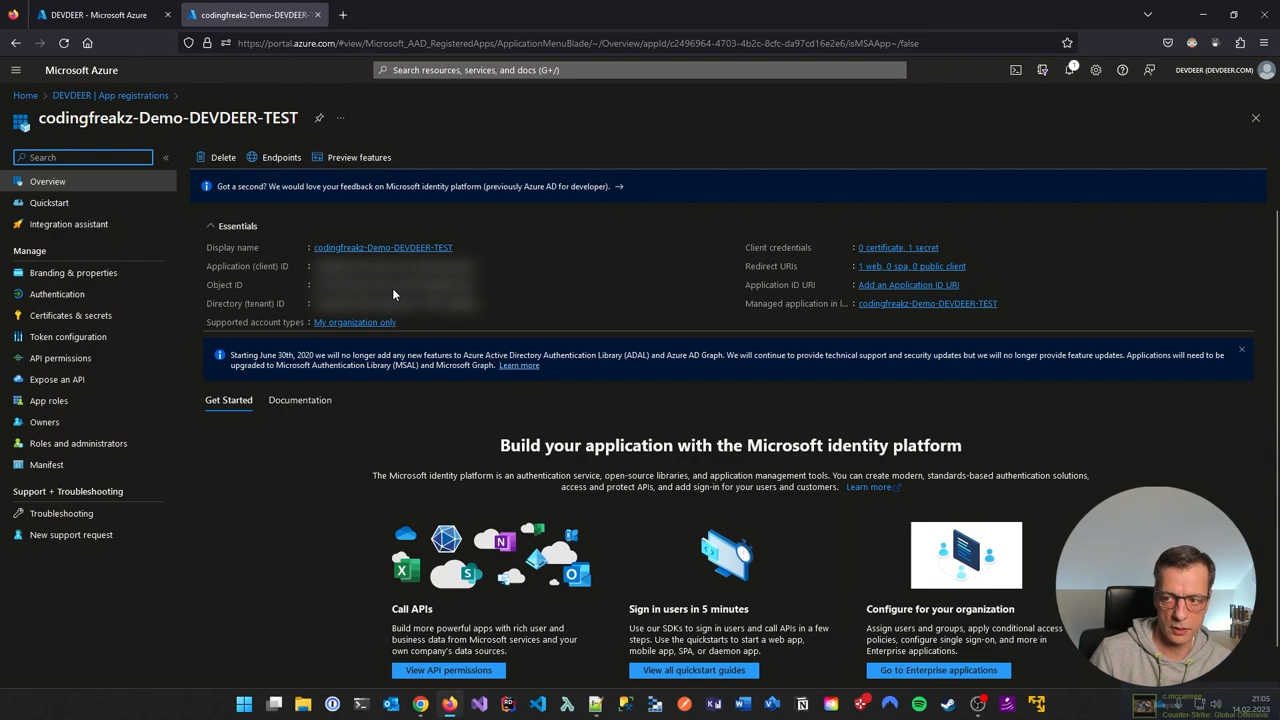 DEVDEER - Microsoft Azure
codingfreakz-Demo-DEVDEER-T
https://portal.azure.com/#view/Microsoft_AAD_RegisteredApps/ApplicationMenuBlade/~/Overview/appId/c2496964-4703-4b2c-8cfc-da97cd16e2e6/isMSAApp~/false
Microsoft Azure
Search resources, services, and docs (G+/)
1
DEVDEER (DEVDEER.COM)
Home > DEVDEER | App registrations >
codingfreakz-Demo-DEVDEER-TEST
Search
Delete
Endpoints
Preview features
Overview
Quickstart
Integration assistant
Manage
Branding & properties
Authentication
Certificates & secrets
Token configuration
API permissions
Expose an API
App roles
Owners
Roles and administrators
Manifest
Support + Troubleshooting
Troubleshooting
New support request
Got a second? We would love your feedback on Microsoft identity platform (previously Azure AD for developer).
Essentials
Display name : codingfreakz-Demo-DEVDEER-TEST
Application (client) ID :
Object ID :
Directory (tenant) ID :
Supported account types : My organization only
Client credentials : 0 certificate, 1 secret
Redirect URIs : 1 web, 0 spa, 0 public client
Application ID URI : Add an Application ID URI
Managed application in l... : codingfreakz-Demo-DEVDEER-TEST
Starting June 30th, 2020 we will no longer add any new features to Azure Active Directory Authentication Library (ADAL) and Azure AD Graph. We will continue to provide technical support and security updates but we will no longer provide feature updates. Applications will need to be
upgraded to Microsoft Authentication Library (MSAL) and Microsoft Graph. Learn more
Get Started
Documentation
Build your application with the Microsoft identity platform
The Microsoft identity platform is an authentication service, open-source libraries, and application management tools. You can create modern, standards-based authentication solutions,
access and protect APIs, and add sign-in for your users and customers. Learn more
Call APIs
Build more powerful apps with rich user and
business data from Microsoft services and your
own company's data sources.
View API permissions
Sign in users in 5 minutes
Use our SDKs to sign in users and call APIs in a few
steps. Use the quickstarts to start a web app,
mobile app, SPA, or daemon app.
View all quickstart guides
Configure for your organization
Assign users and groups, apply conditional access
policies, configure single sign-on, and more in
Enterprise applications.
Go to Enterprise applications
c.mccansee
Counter-Strike: Global Offensive
21:05
14.02.2023